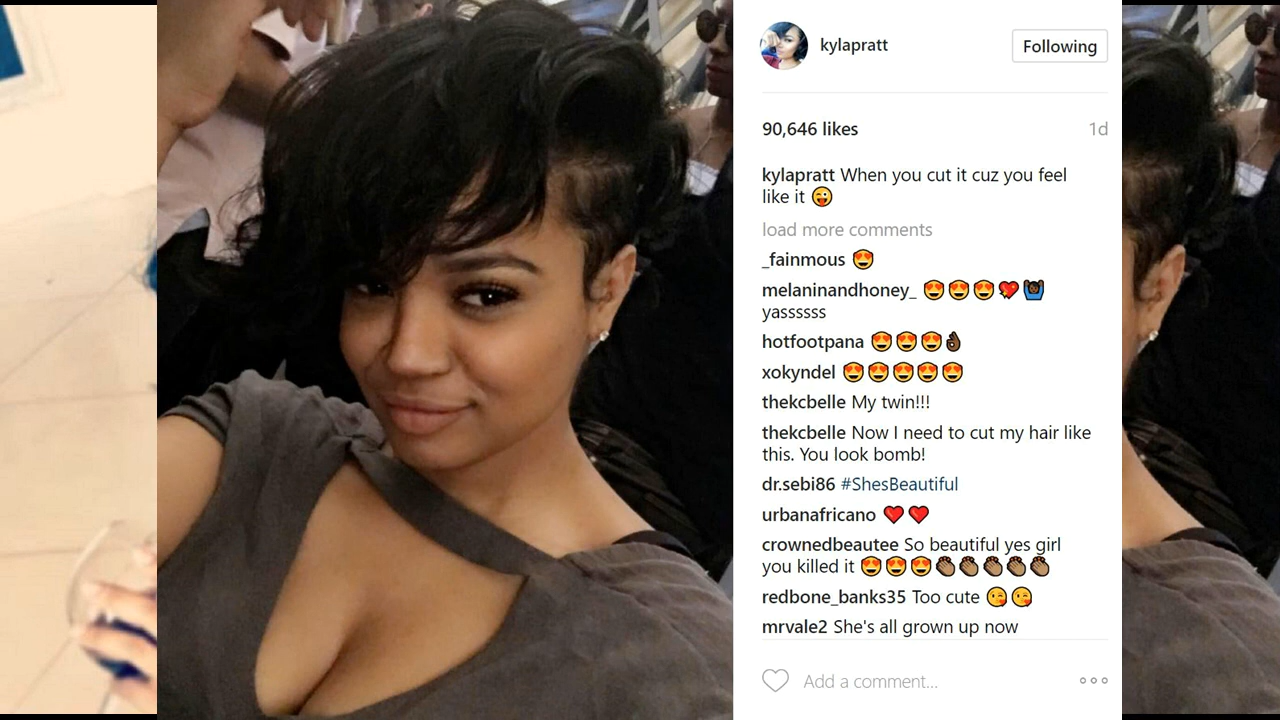 kylapratt
Following
90,646 likes
1d
kylapratt When you cut it cuz you feel
like it 😜
load more comments
_fainmous 😍
melaninandhoney_ 😍😍😍💘🙆🏿
yassssss
hotfootpana 😍😍😍👌🏿
xokyndel 😍😍😍😍😍
thekcbelle My twin!!!
thekcbelle Now I need to cut my hair like
this. You look bomb!
dr.sebi86 #ShesBeautiful
urbanafricano ❤️❤️
crownedbeautee So beautiful yes girl
you killed it 😍😍😍👏🏽👏🏽👏🏽👏🏽👏🏽
redbone_banks35 Too cute 😘😘
mrvale2 She's all grown up now
Add a comment...